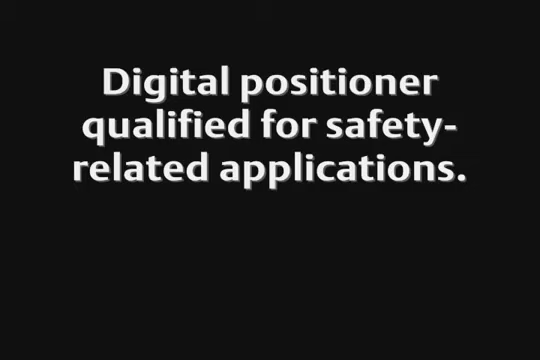 Digital positioner
qualified for safety-
related applications.